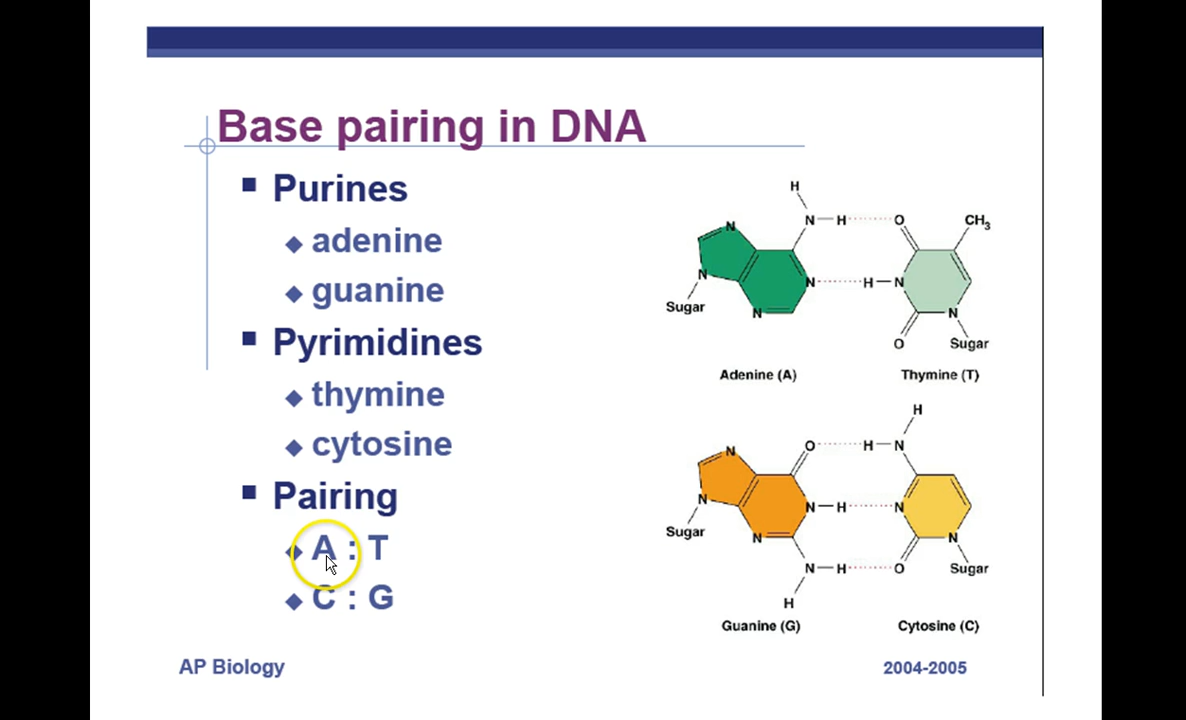 Base pairing in DNA
Purines
adenine
guanine
Pyrimidines
thymine
cytosine
Pairing
A : T
C : G
H
N H O CH3
N
N H N
N
Sugar
N N
O Sugar
Adenine (A) Thymine (T)
H
N O H N
N H N
N
Sugar
N N
N H O Sugar
H
Guanine (G) Cytosine (C)
AP Biology 2004-2005